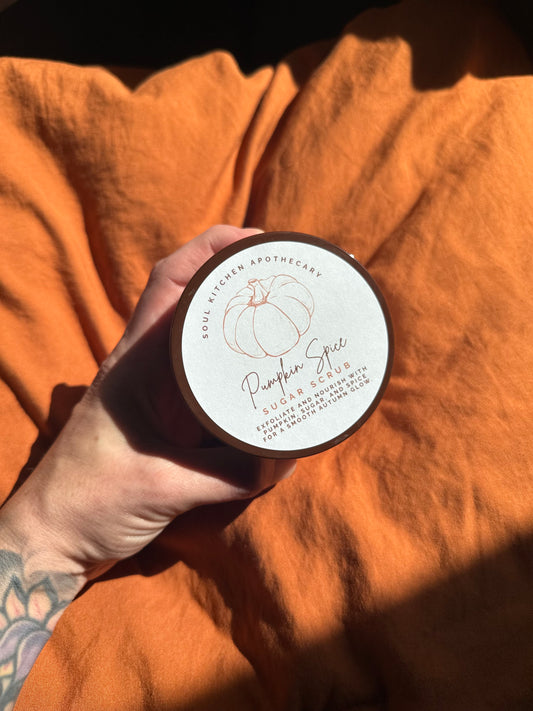 SOUL KITCHEN APOTHECARY
Pumpkin Spice
SUGAR SCRUB
EXFOLIATE AND NOURISH WITH
PUMPKIN, SUGAR, AND SPICE
FOR A SMOOTH AUTUMN GLOW